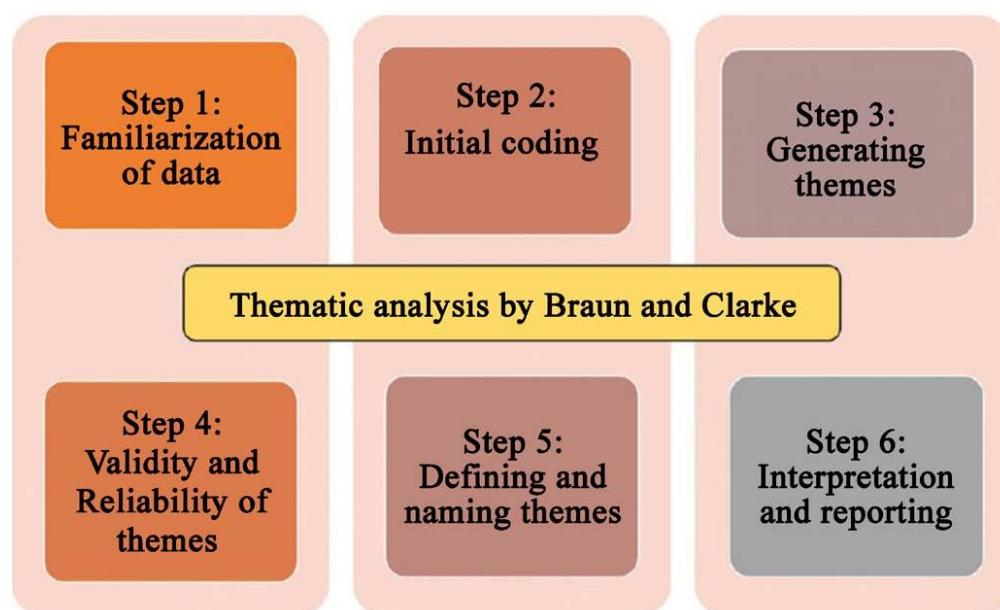 Step 1:
Familiarization
of data
Step 2:
Initial coding
Step 3:
Generating
themes
Thematic analysis by Braun and Clarke
Step 4:
Validity and
Reliability of
themes
Step 5:
Defining and
naming themes
Step 6:
Interpretation
and reporting